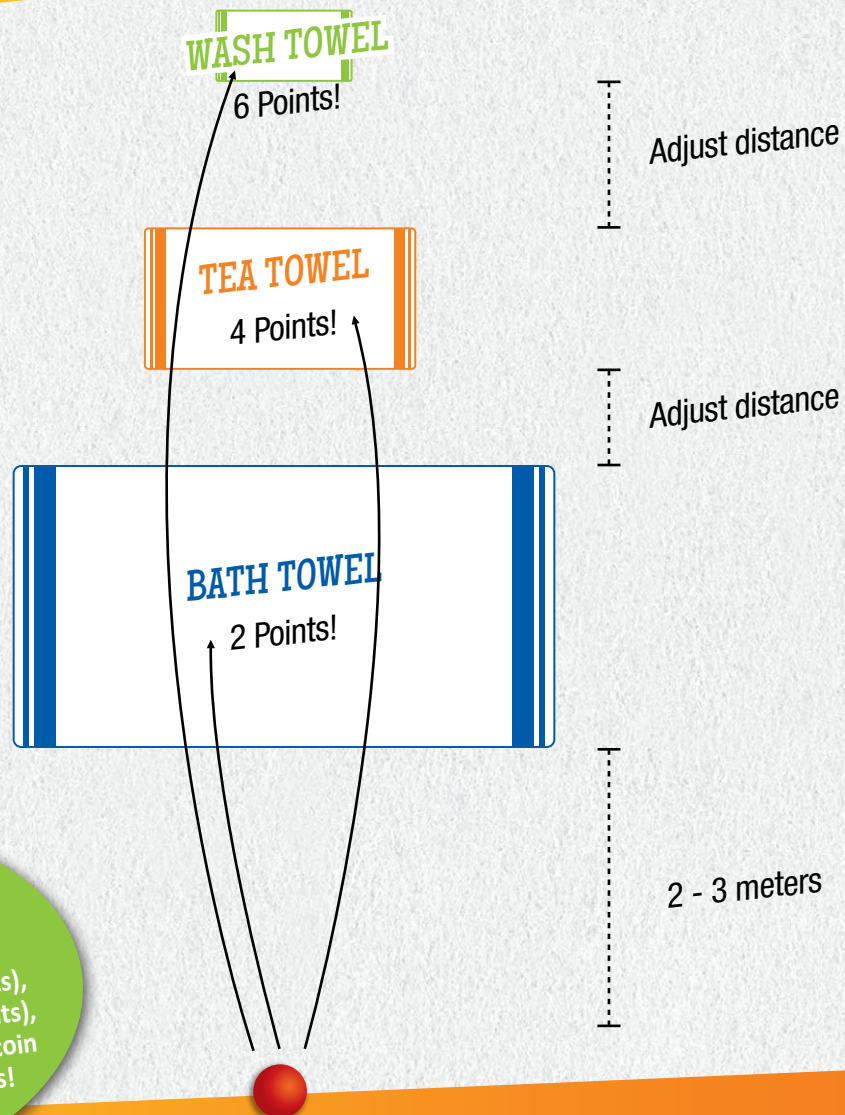 WASH TOWEL
6 Points!
Adjust distance
TEA TOWEL
4 Points!
Adjust distance
BATH TOWEL
2 Points!
2 - 3 meters
coin